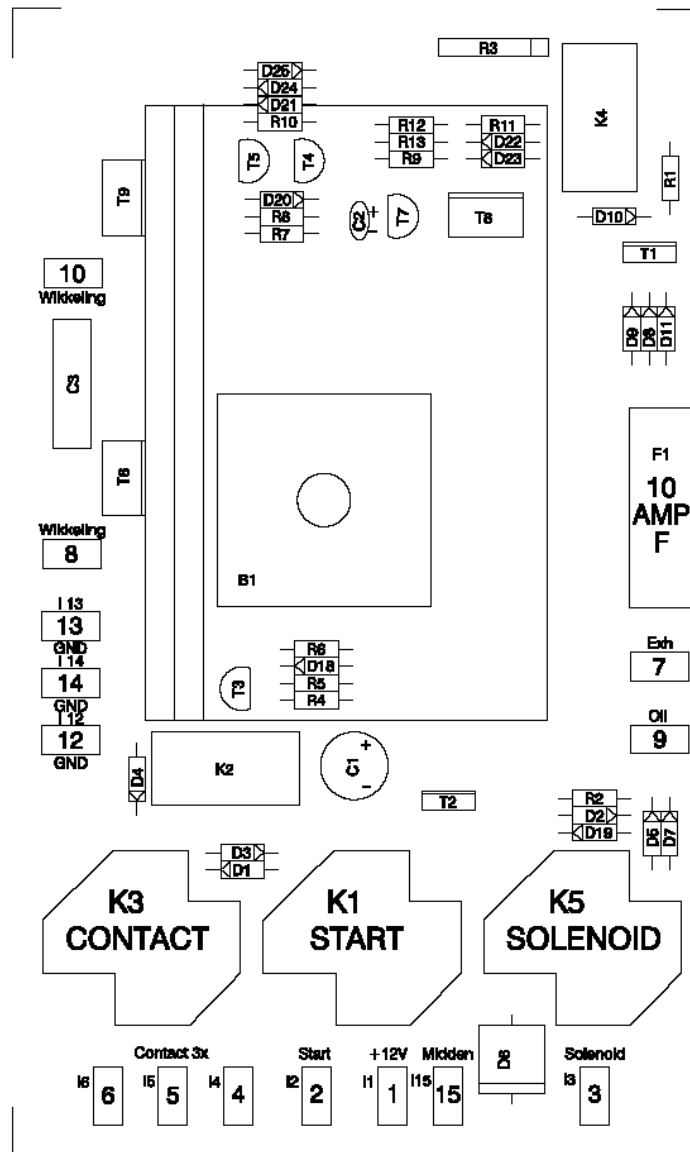 R3
K4
D25
D24
D21
R10
R12
R13
R9
R11
D22
D23
T5
T4
T9
R1
D20
R8
R7
C2
+
-
T7
T8
D10
T1
10
Wikkeling
D9
D8
D11
C3
F1
10
AMP
F
T6
Wikkeling
8
B1
I 13
13
GND
I 14
14
GND
I 12
12
GND
R6
D18
R5
R4
T3
Exh
7
Oil
9
D4
K2
C1
+
-
T2
R2
D2
D19
D5
D7
D3
D1
K3
CONTACT
K1
START
K5
SOLENOID
Contact 3x
Start
+12V
Midden
D6
Solenoid
I6
6
I5
5
I4
4
I2
2
I1
1
I15
15
I3
3